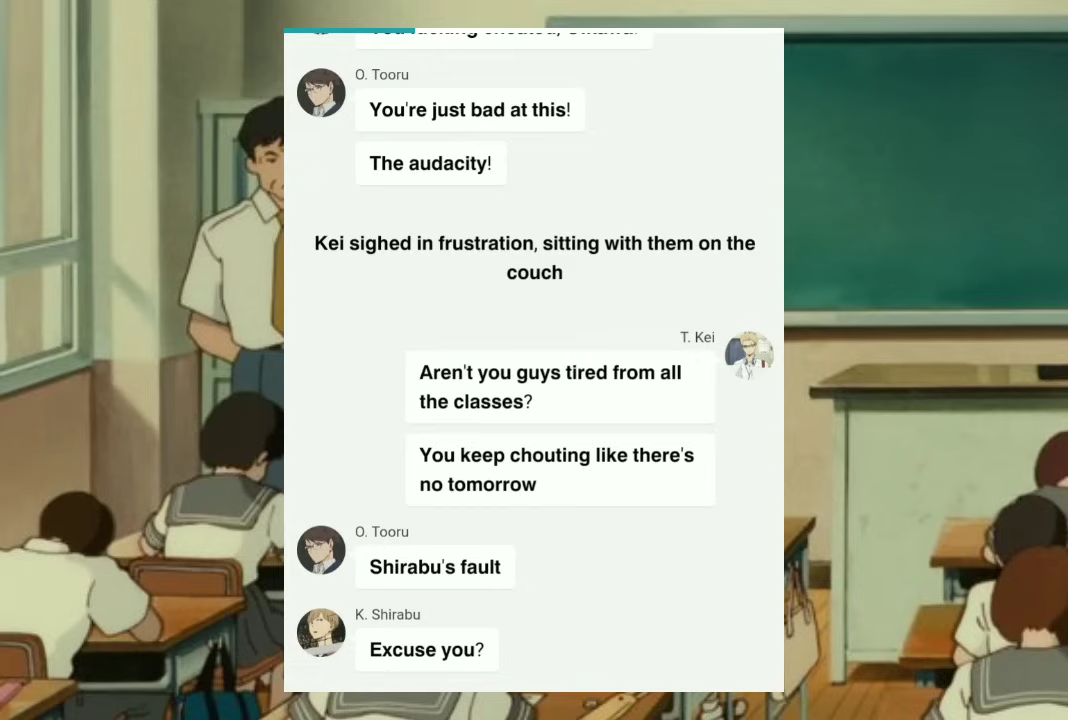 O. Tooru
You're just bad at this!
The audacity!
Kei sighed in frustration, sitting with them on the
couch
T. Kei
Aren't you guys tired from all
the classes?
You keep chouting like there's
no tomorrow
O. Tooru
Shirabu's fault
K. Shirabu
Excuse you?